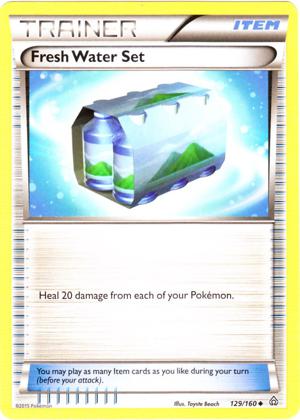 TRAINER
ITEM
Fresh Water Set
Heal 20 damage from each of your Pokémon.
You may play as many Item cards as you like during your turn
(before your attack).
©2015 Pokémon
Illus. Toyste Beach
129/160